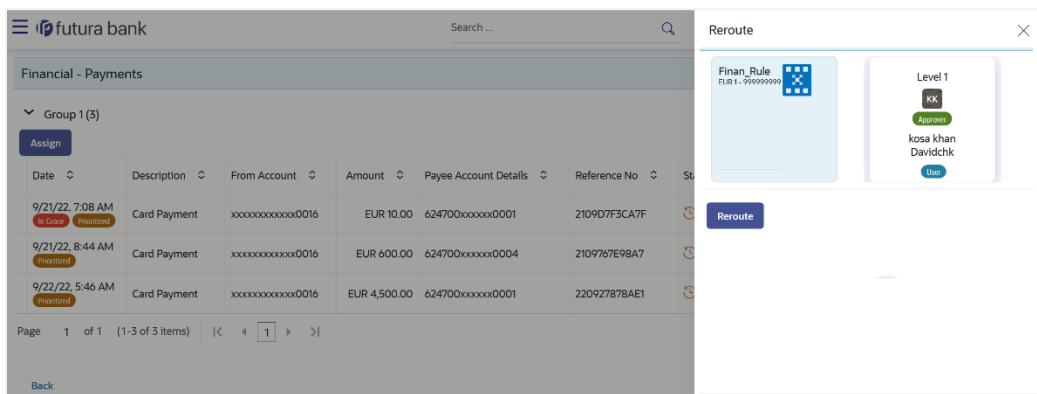 futura bank
Search ...
Financial - Payments
Group 1 (3)
Assign
Date Description From Account Amount Payee Account Details Reference No St
9/21/22, 7:08 AM
In Grace Prioritized
Card Payment xxxxxxxxxxxx0016 EUR 10.00 624700xxxxxx0001 2109D7F3CA7F
9/21/22, 8:44 AM
Prioritized
Card Payment xxxxxxxxxxxx0016 EUR 600.00 624700xxxxxx0004 2109767E98A7
9/22/22, 5:46 AM
Prioritized
Card Payment xxxxxxxxxxxx0016 EUR 4,500.00 624700xxxxxx0001 220927878AE1
Page 1 of 1 (1-3 of 3 items) 1
Back
Reroute
Finan_Rule
EUR 1 - 999999999
Level 1
KK
Approver
kosa khan
Davidchk
User
Reroute